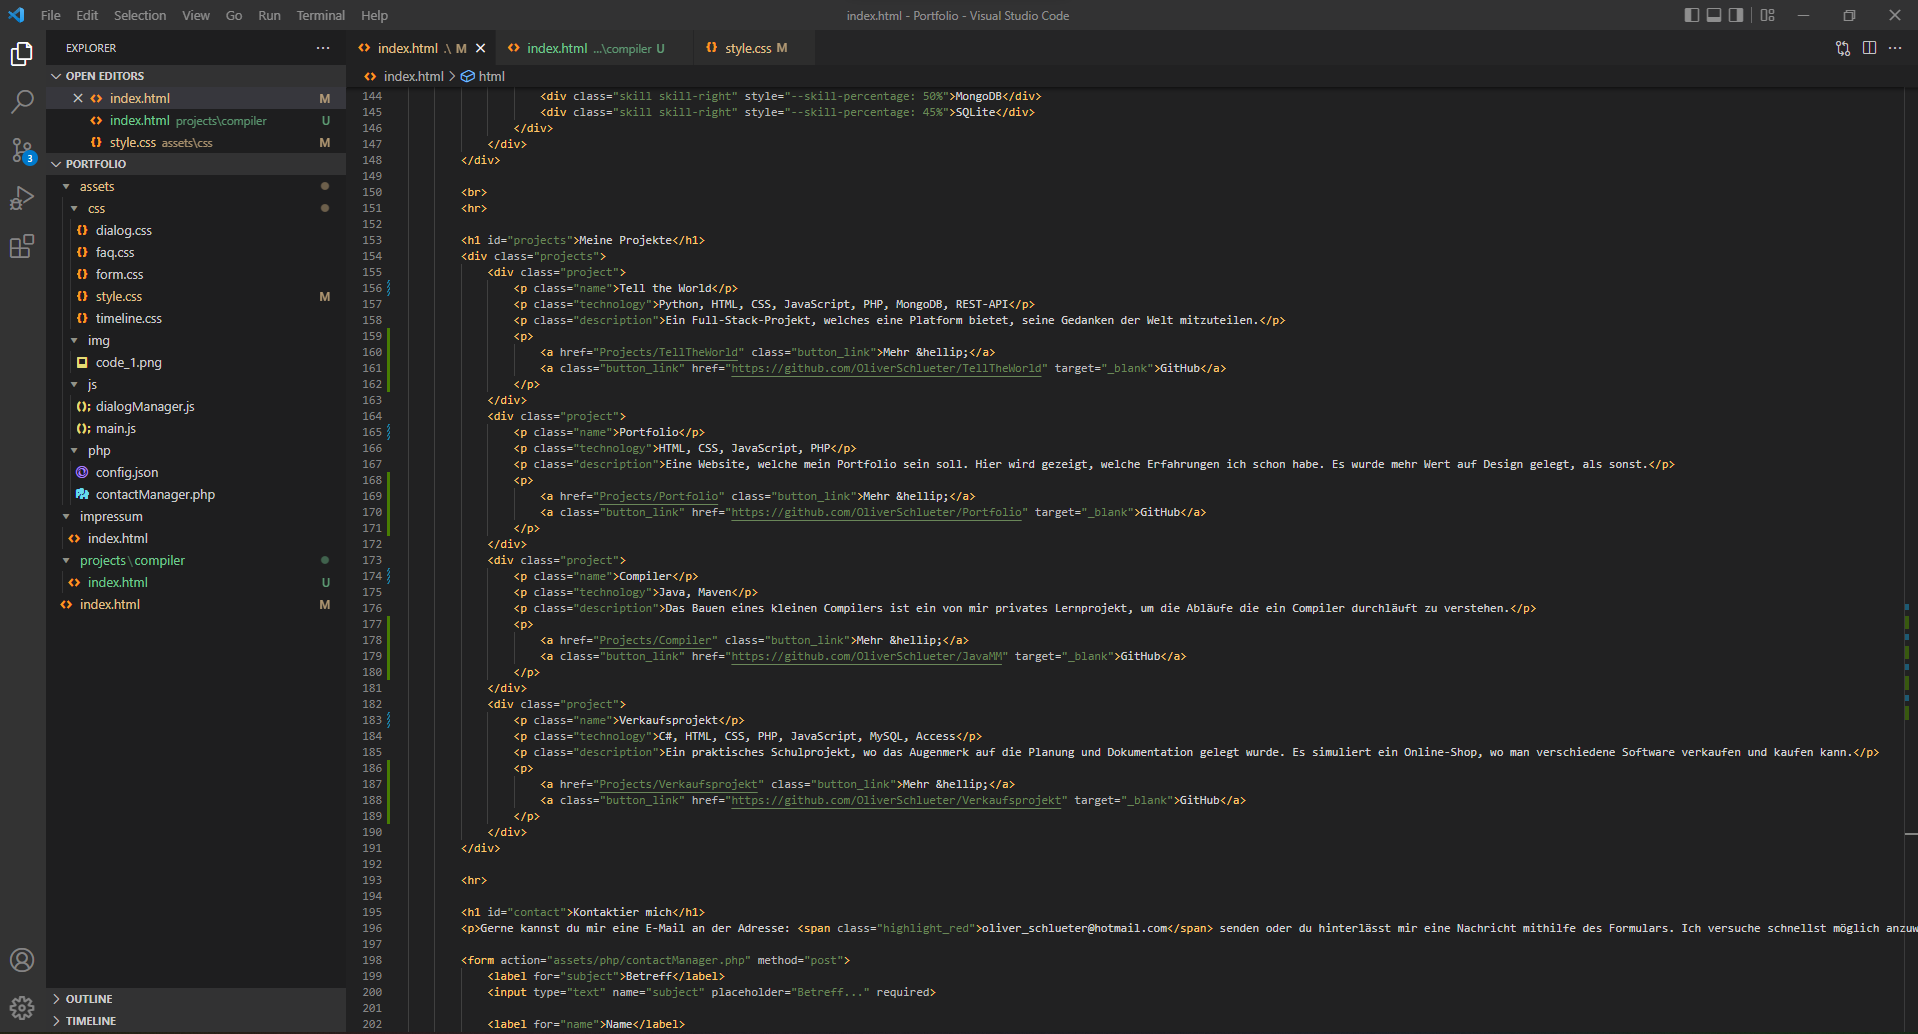 File Edit Selection View Go Run Terminal Help
index.html - Portfolio - Visual Studio Code
EXPLORER
OPEN EDITORS
index.html M
index.html projects\compiler U
style.css assets\css M
PORTFOLIO
assets
css
dialog.css
faq.css
form.css
style.css M
timeline.css
img
code_1.png
js
dialogManager.js
main.js
php
config.json
contactManager.php
impressum
index.html
projects\compiler
index.html U
index.html M
OUTLINE
TIMELINE
3
index.html .\ M
index.html ...\compiler U
style.css M
index.html > html
144 <div class="skill skill-right" style="--skill-percentage: 50%">MongoDB</div>
145 <div class="skill skill-right" style="--skill-percentage: 45%">SQLite</div>
146 </div>
147 </div>
148 </div>
149
150 <br>
151 <hr>
152
153 <h1 id="projects">Meine Projekte</h1>
154 <div class="projects">
155 <div class="project">
156 <p class="name">Tell the World</p>
157 <p class="technology">Python, HTML, CSS, JavaScript, PHP, MongoDB, REST-API</p>
158 <p class="description">Ein Full-Stack-Projekt, welches eine Platform bietet, seine Gedanken der Welt mitzuteilen.</p>
159 <p>
160 <a href="Projects/TellTheWorld" class="button_link">Mehr &hellip;</a>
161 <a class="button_link" href="https://github.com/OliverSchlueter/TellTheWorld" target="_blank">GitHub</a>
162 </p>
163 </div>
164 <div class="project">
165 <p class="name">Portfolio</p>
166 <p class="technology">HTML, CSS, JavaScript, PHP</p>
167 <p class="description">Eine Website, welche mein Portfolio sein soll. Hier wird gezeigt, welche Erfahrungen ich schon habe. Es wurde mehr Wert auf Design gelegt, als sonst.</p>
168 <p>
169 <a href="Projects/Portfolio" class="button_link">Mehr &hellip;</a>
170 <a class="button_link" href="https://github.com/OliverSchlueter/Portfolio" target="_blank">GitHub</a>
171 </p>
172 </div>
173 <div class="project">
174 <p class="name">Compiler</p>
175 <p class="technology">Java, Maven</p>
176 <p class="description">Das Bauen eines kleinen Compilers ist ein von mir privates Lernprojekt, um die Abläufe die ein Compiler durchläuft zu verstehen.</p>
177 <p>
178 <a href="Projects/Compiler" class="button_link">Mehr &hellip;</a>
179 <a class="button_link" href="https://github.com/OliverSchlueter/JavaMM" target="_blank">GitHub</a>
180 </p>
181 </div>
182 <div class="project">
183 <p class="name">Verkaufsprojekt</p>
184 <p class="technology">C#, HTML, CSS, PHP, JavaScript, MySQL, Access</p>
185 <p class="description">Ein praktisches Schulprojekt, wo das Augenmerk auf die Planung und Dokumentation gelegt wurde. Es simuliert ein Online-Shop, wo man verschiedene Software verkaufen und kaufen kann.</p>
186 <p>
187 <a href="Projects/Verkaufsprojekt" class="button_link">Mehr &hellip;</a>
188 <a class="button_link" href="https://github.com/OliverSchlueter/Verkaufsprojekt" target="_blank">GitHub</a>
189 </p>
190 </div>
191 </div>
192
193 <hr>
194
195 <h1 id="contact">Kontaktier mich</h1>
196 <p>Gerne kannst du mir eine E-Mail an der Adresse: <span class="highlight_red">oliver_schlueter@hotmail.com</span> senden oder du hinterlässt mir eine Nachricht mithilfe des Formulars. Ich versuche schnellst möglich anzuw
197
198 <form action="assets/php/contactManager.php" method="post">
199 <label for="subject">Betreff</label>
200 <input type="text" name="subject" placeholder="Betreff..." required>
201
202 <label for="name">Name</label>